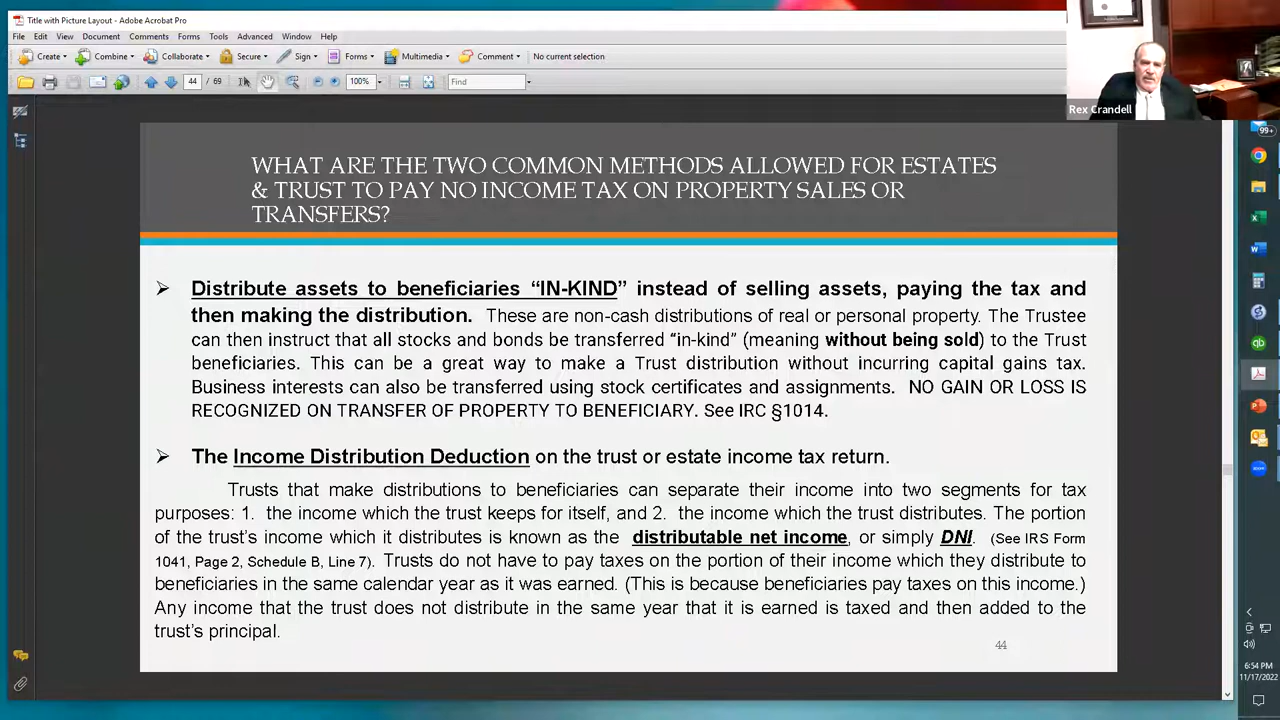 Title with Picture Layout - Adobe Acrobat Pro
File Edit View Document Comments Forms Tools Advanced Window Help
Create Combine Collaborate Secure Sign Forms Multimedia Comment No current selection
44 / 69 100% Find
Rex Crandell
99+
WHAT ARE THE TWO COMMON METHODS ALLOWED FOR ESTATES
& TRUST TO PAY NO INCOME TAX ON PROPERTY SALES OR
TRANSFERS?
➢ Distribute assets to beneficiaries “IN-KIND” instead of selling assets, paying the tax and
then making the distribution. These are non-cash distributions of real or personal property. The Trustee
can then instruct that all stocks and bonds be transferred “in-kind” (meaning without being sold) to the Trust
beneficiaries. This can be a great way to make a Trust distribution without incurring capital gains tax.
Business interests can also be transferred using stock certificates and assignments. NO GAIN OR LOSS IS
RECOGNIZED ON TRANSFER OF PROPERTY TO BENEFICIARY. See IRC §1014.
➢ The Income Distribution Deduction on the trust or estate income tax return.
Trusts that make distributions to beneficiaries can separate their income into two segments for tax
purposes: 1. the income which the trust keeps for itself, and 2. the income which the trust distributes. The portion
of the trust’s income which it distributes is known as the distributable net income, or simply DNI. (See IRS Form
1041, Page 2, Schedule B, Line 7). Trusts do not have to pay taxes on the portion of their income which they distribute to
beneficiaries in the same calendar year as it was earned. (This is because beneficiaries pay taxes on this income.)
Any income that the trust does not distribute in the same year that it is earned is taxed and then added to the
trust’s principal.
44
qb
6:54 PM
11/17/2022